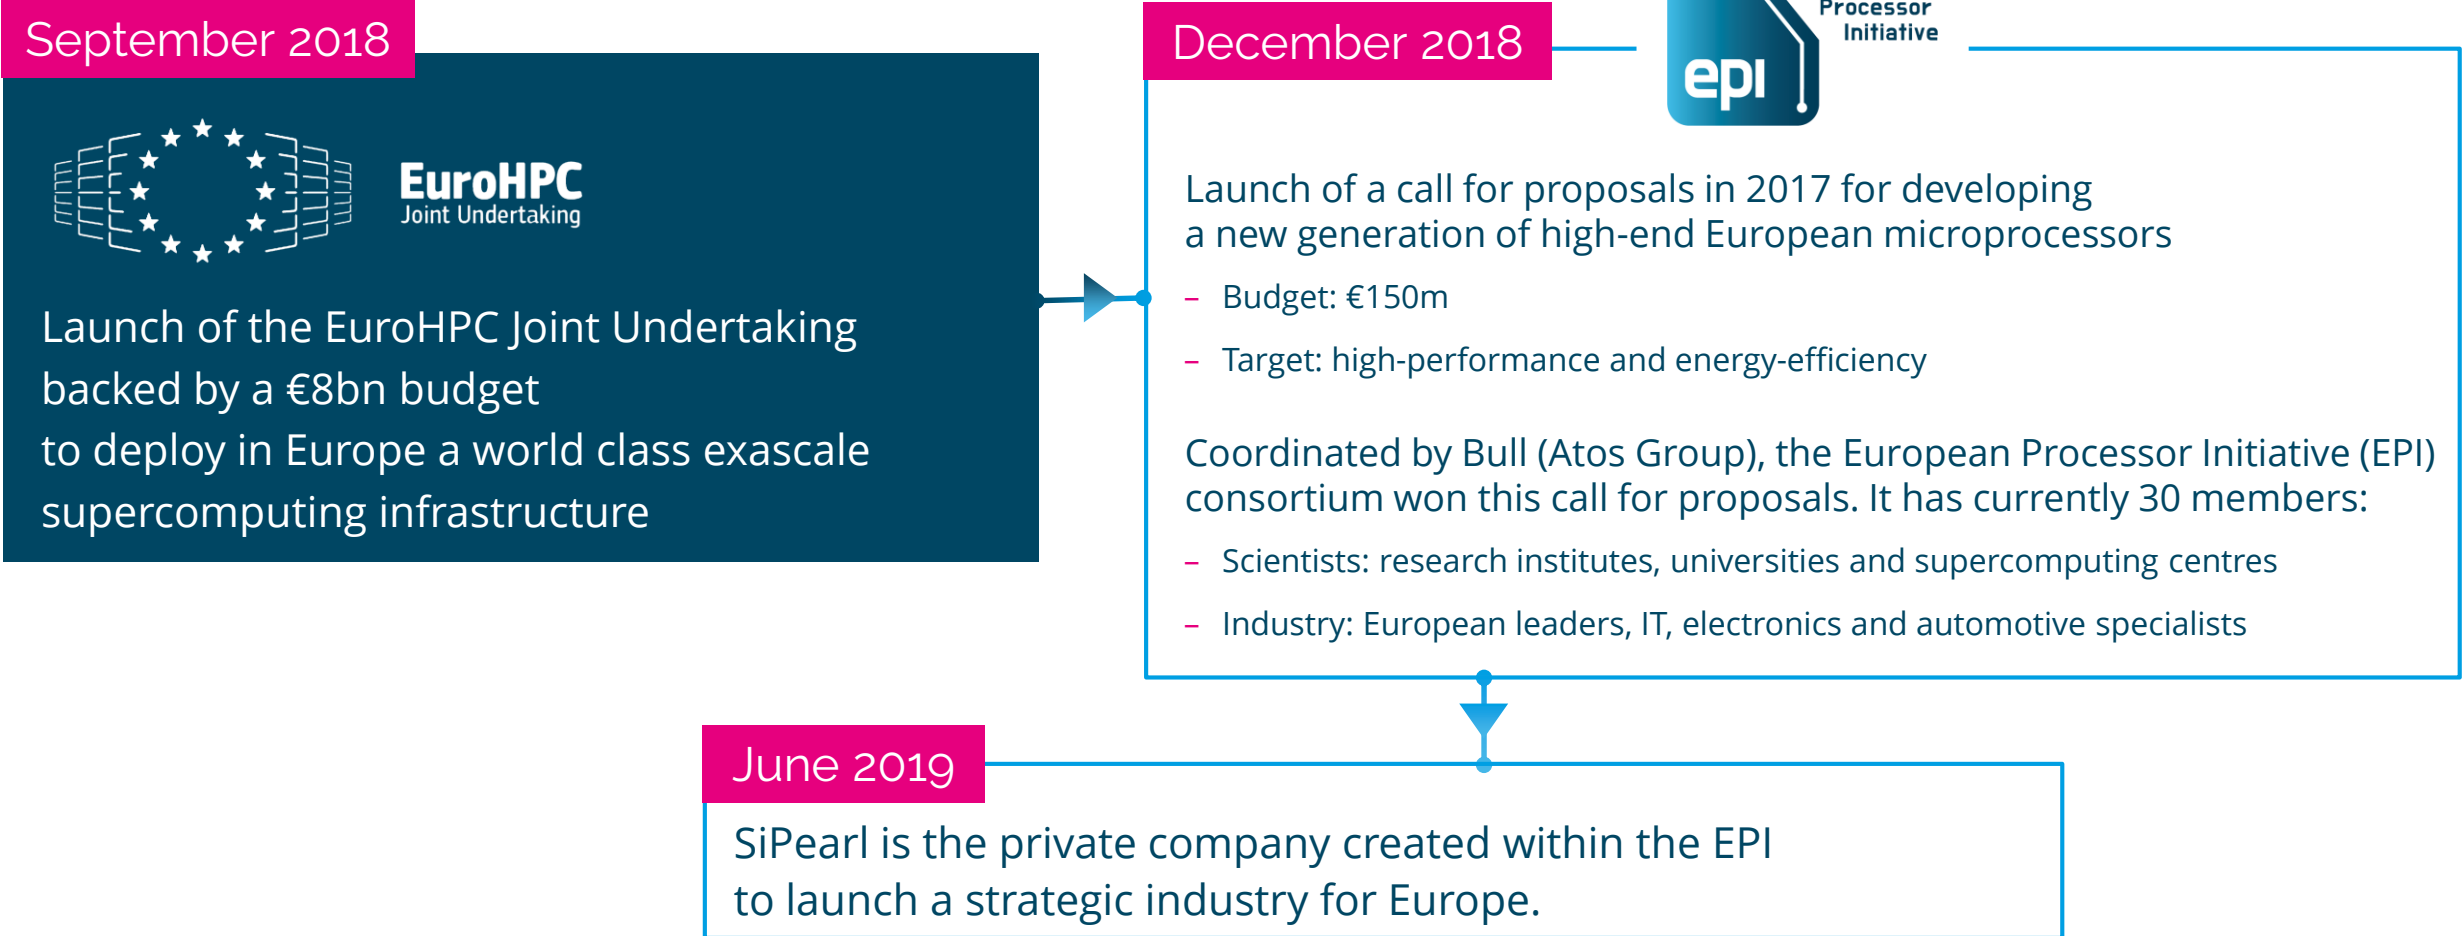 September 2018
EuroHPC
Joint Undertaking
Launch of the EuroHPC Joint Undertaking
backed by a €8bn budget
to deploy in Europe a world class exascale
supercomputing infrastructure
December 2018
Processor
Initiative
epi
Launch of a call for proposals in 2017 for developing
a new generation of high-end European microprocessors
– Budget: €150m
– Target: high-performance and energy-efficiency
Coordinated by Bull (Atos Group), the European Processor Initiative (EPI)
consortium won this call for proposals. It has currently 30 members:
– Scientists: research institutes, universities and supercomputing centres
– Industry: European leaders, IT, electronics and automotive specialists
June 2019
SiPearl is the private company created within the EPI
to launch a strategic industry for Europe.